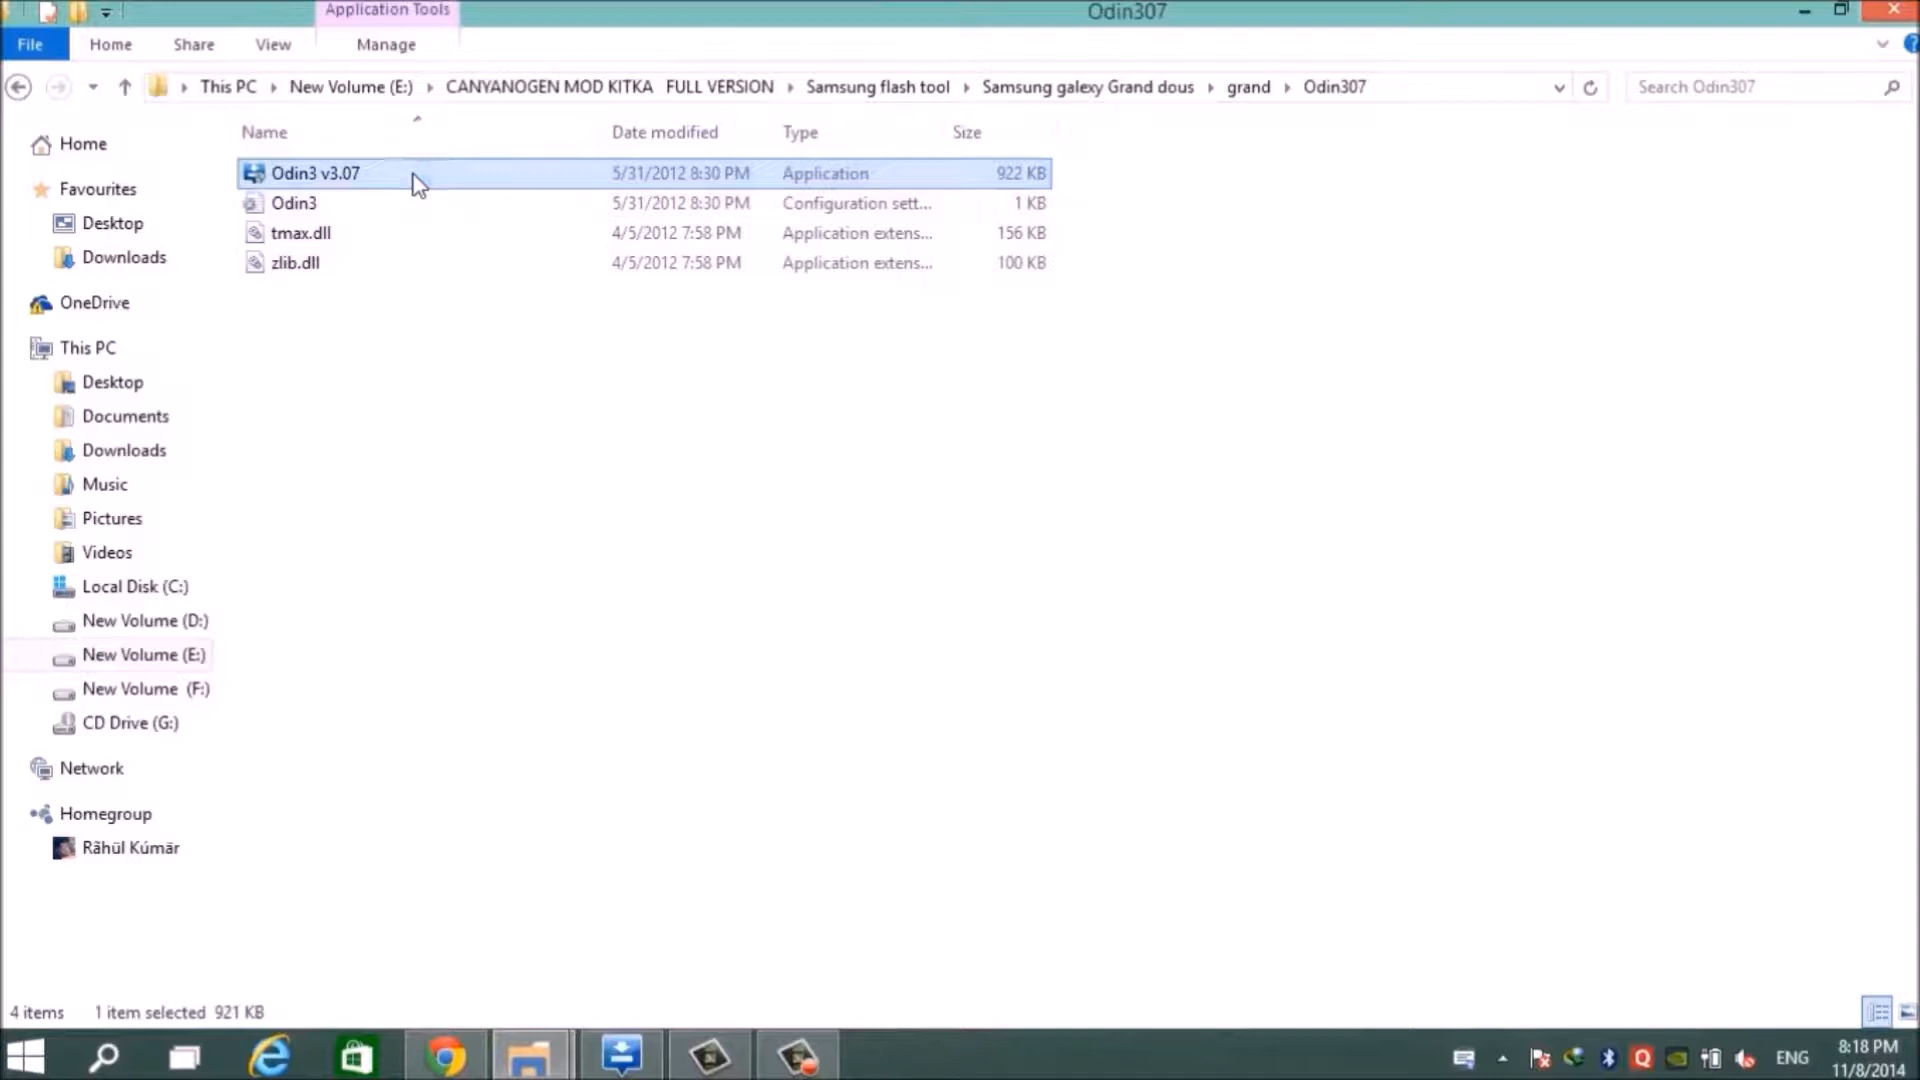 Application Tools
Odin307
File Home Share View Manage
This PC New Volume (E:) CANYANOGEN MOD KITKA FULL VERSION Samsung flash tool Samsung galexy Grand dous grand Odin307
Search Odin307
Name Date modified Type Size
Odin3 v3.07 5/31/2012 8:30 PM Application 922 KB
Odin3 5/31/2012 8:30 PM Configuration sett... 1 KB
tmax.dll 4/5/2012 7:58 PM Application extens... 156 KB
zlib.dll 4/5/2012 7:58 PM Application extens... 100 KB
Home
Favourites
Desktop
Downloads
OneDrive
This PC
Desktop
Documents
Downloads
Music
Pictures
Videos
Local Disk (C:)
New Volume (D:)
New Volume (E:)
New Volume (F:)
CD Drive (G:)
Network
Homegroup
Rãhül Kúmār
4 items 1 item selected 921 KB
ENG
8:18 PM
11/8/2014